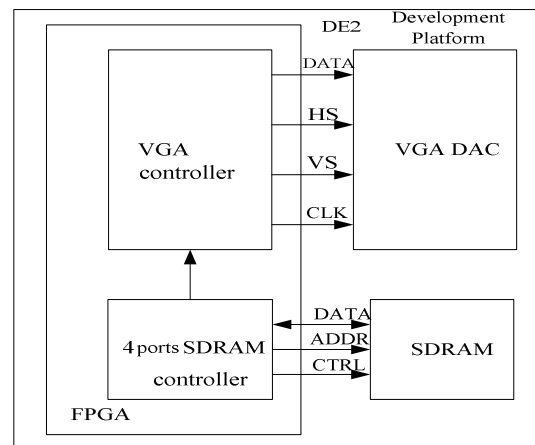 DE2
Development
Platform
DATA
HS
VS
CLK
VGA
controller
VGA DAC
DATA
ADDR
CTRL
4 ports SDRAM
controller
SDRAM
FPGA